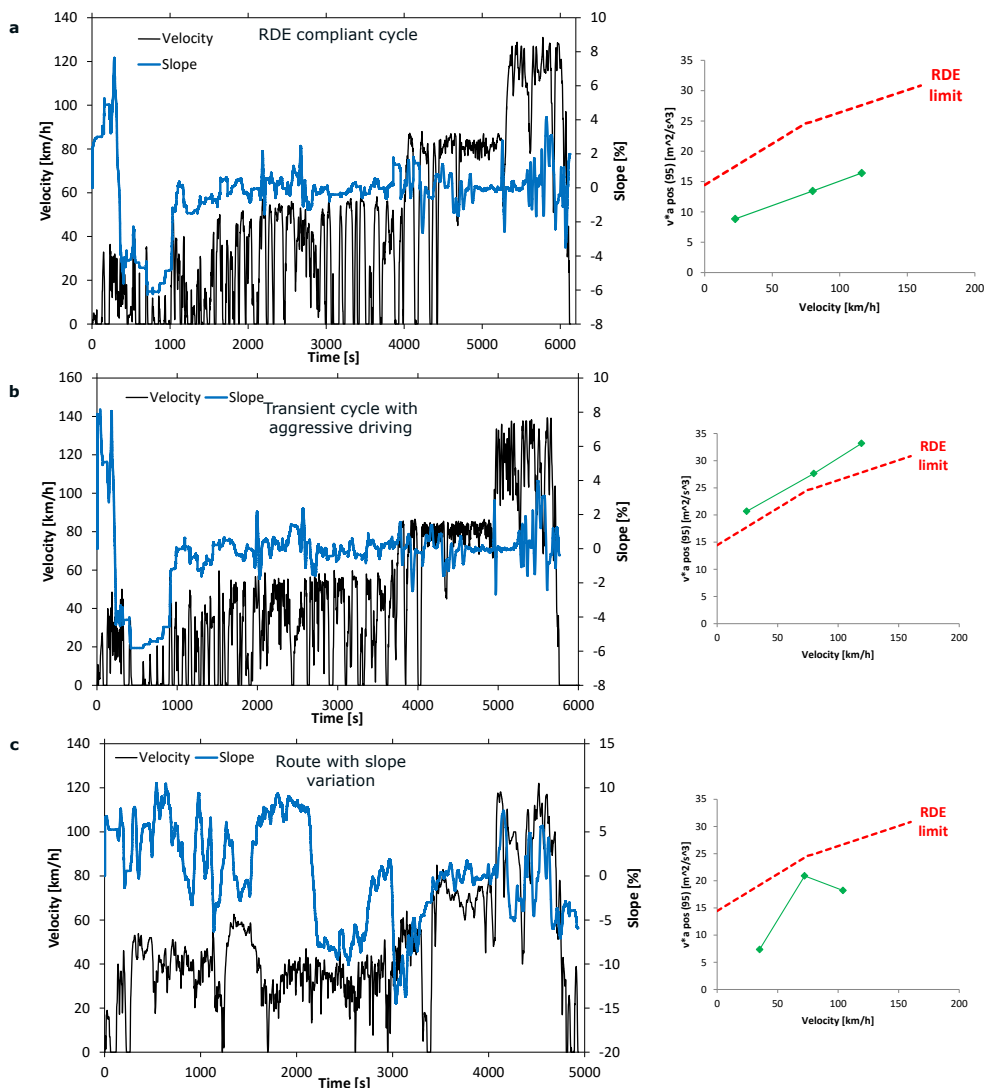 a
RDE compliant cycle
Velocity
Slope
Velocity [km/h]
140
120
100
80
60
40
20
0
10
8
6
4
2
0
-2
-4
-6
-8
Slope [%]
0 1000 2000 3000 4000 5000 6000
Time [s]
v*a pos [95] [m^2/s^3]
35
30
25
20
15
10
5
0
RDE
limit
0 50 100 150 200
Velocity [km/h]
b
Velocity Slope
Transient cycle with
aggressive driving
Velocity [km/h]
160
140
120
100
80
60
40
20
0
10
8
6
4
2
0
-2
-4
-6
-8
Slope [%]
0 1000 2000 3000 4000 5000 6000
Time [s]
v*a pos (95) [m^2/s^3]
35
30
25
20
15
10
5
0
RDE
limit
0 50 100 150 200
Velocity [km/h]
c
Velocity Slope
Route with slope
variation
Velocity [km/h]
140
120
100
80
60
40
20
0
15
10
5
0
-5
-10
-15
-20
Slope [%]
0 1000 2000 3000 4000 5000
Time [s]
v*a pos (95) [m^2/s^3]
35
30
25
20
15
10
5
0
RDE
limit
0 50 100 150 200
Velocity [km/h]